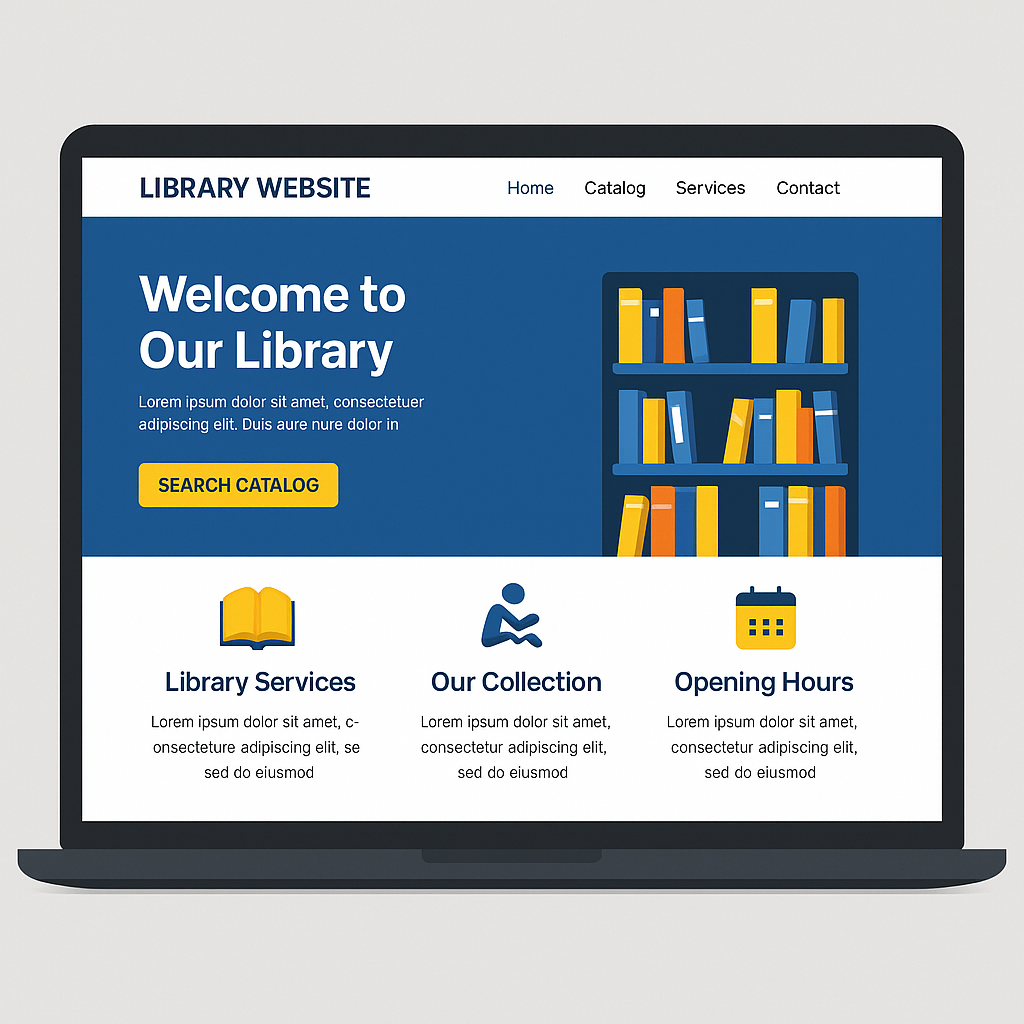 LIBRARY WEBSITE
Home Catalog Services Contact
Welcome to
Our Library
Lorem ipsum dolor sit amet, consectetuer
adipiscing elit. Duis aure nure dolor in
SEARCH CATALOG
Library Services
Lorem ipsum dolor sit amet, c-
onsecteture adipiscing elit, se
sed do eiusmod
Our Collection
Lorem ipsum dolor sit amet,
consectetur adipiscing elit,
sed do eiusmod
Opening Hours
Lorem ipsum dolor sit amet,
consectetur adipiscing elit,
sed do eiusmod